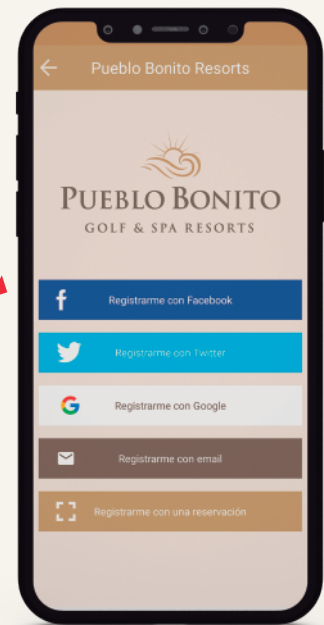 Pueblo Bonito Resorts
PUEBLO BONITO
GOLF & SPA RESORTS
Registrarme con Facebook
Registrarme con Twitter
Registrarme con Google
Registrarme con email
Registrarme con una reservación